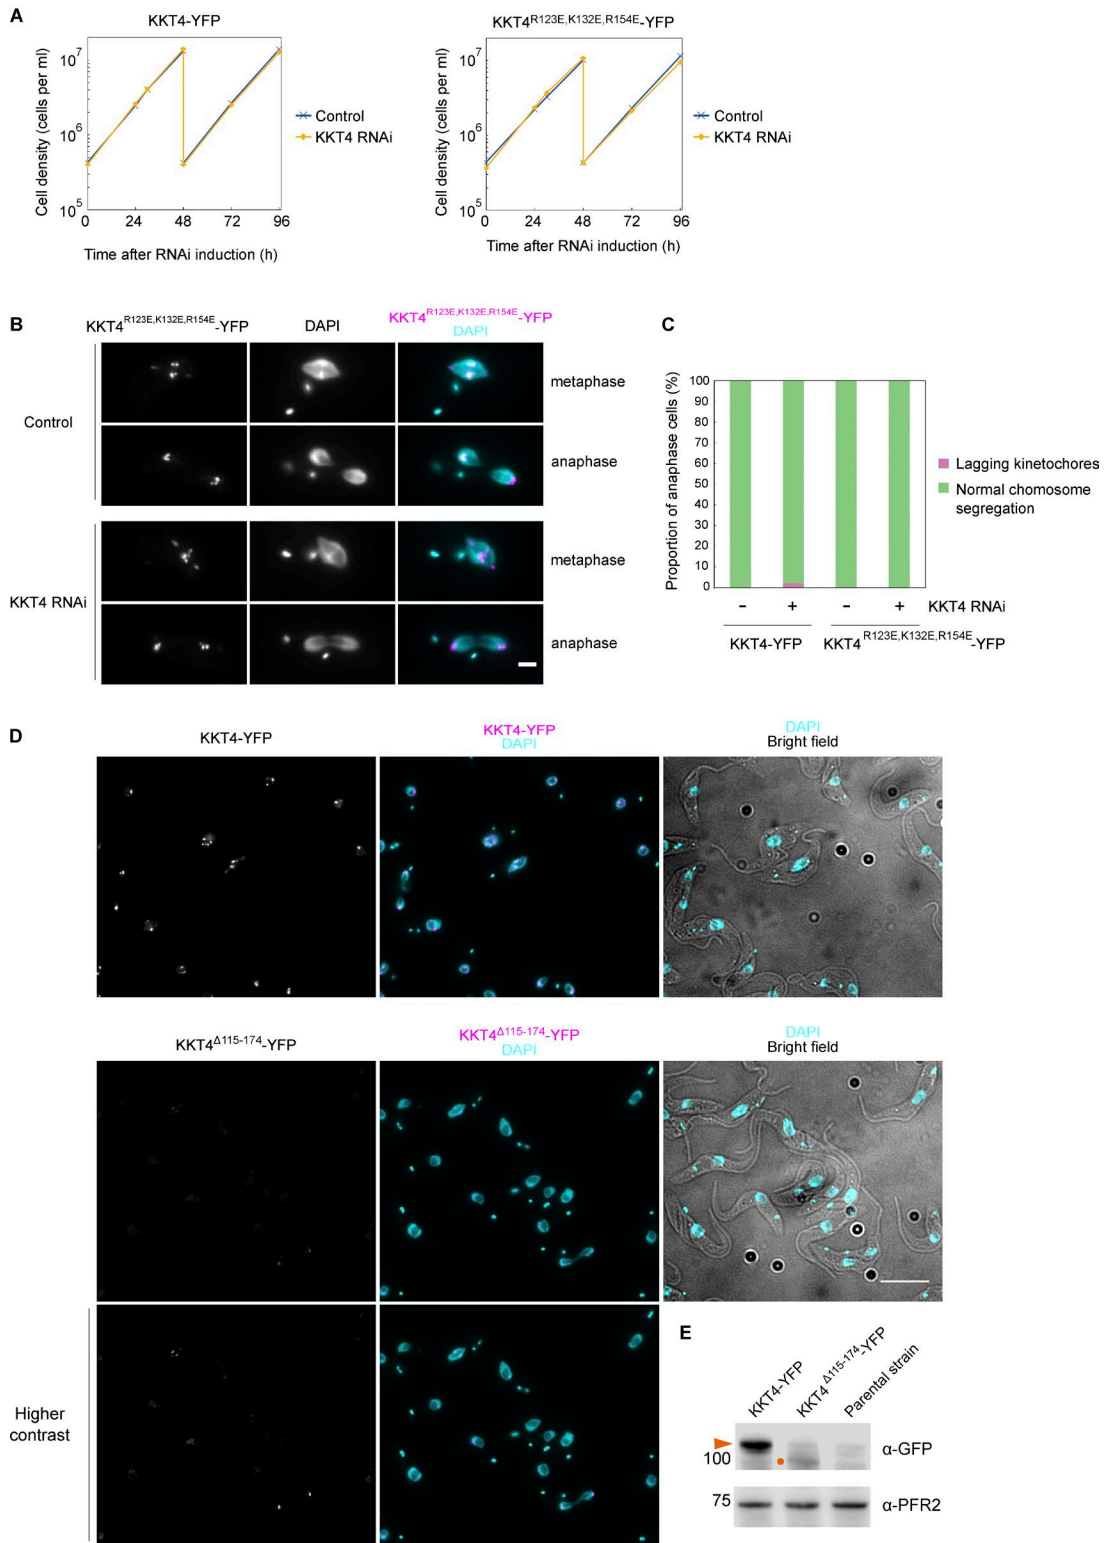 A
KKT4-YFP
Cell density (cells per ml)
10^7
10^6
10^5
0 24 48 72 96
Time after RNAi induction (h)
Control
KKT4 RNAi
KKT4^R123E,K132E,R154E-YFP
Cell density (cells per ml)
10^7
10^6
10^5
0 24 48 72 96
Time after RNAi induction (h)
Control
KKT4 RNAi
B
KKT4^R123E,K132E,R154E-YFP
DAPI
KKT4^R123E,K132E,R154E-YFP
DAPI
Control
metaphase
anaphase
KKT4 RNAi
metaphase
anaphase
C
Proportion of anaphase cells (%)
100
90
80
70
60
50
40
30
20
10
0
Lagging kinetochores
Normal chromosome
segregation
– + – + KKT4 RNAi
KKT4-YFP
KKT4^R123E,K132E,R154E-YFP
D
KKT4-YFP
KKT4-YFP
DAPI
DAPI
Bright field
KKT4^Δ115-174-YFP
KKT4^Δ115-174-YFP
DAPI
DAPI
Bright field
Higher
contrast
E
KKT4-YFP
KKT4^Δ115-174-YFP
Parental strain
100
α-GFP
75
α-PFR2